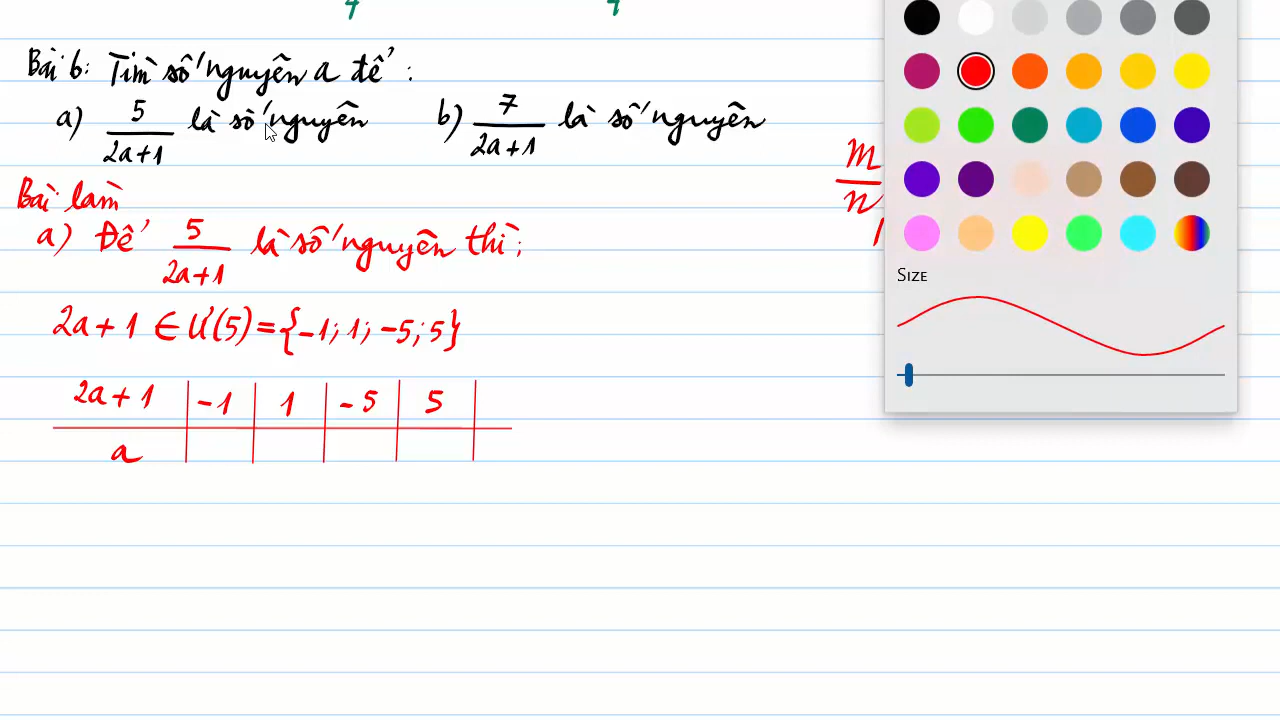 Bài 6: Tìm số nguyên a để:
a) 5/(2a+1) là số nguyên b) 7/(2a+1) là số nguyên
Bài làm
a) Để 5/(2a+1) là số nguyên thì:
2a+1 ∈ Ư(5) = {-1; 1; -5; 5}
2a+1 | -1 | 1 | -5 | 5 |
a
m/n
SIZE